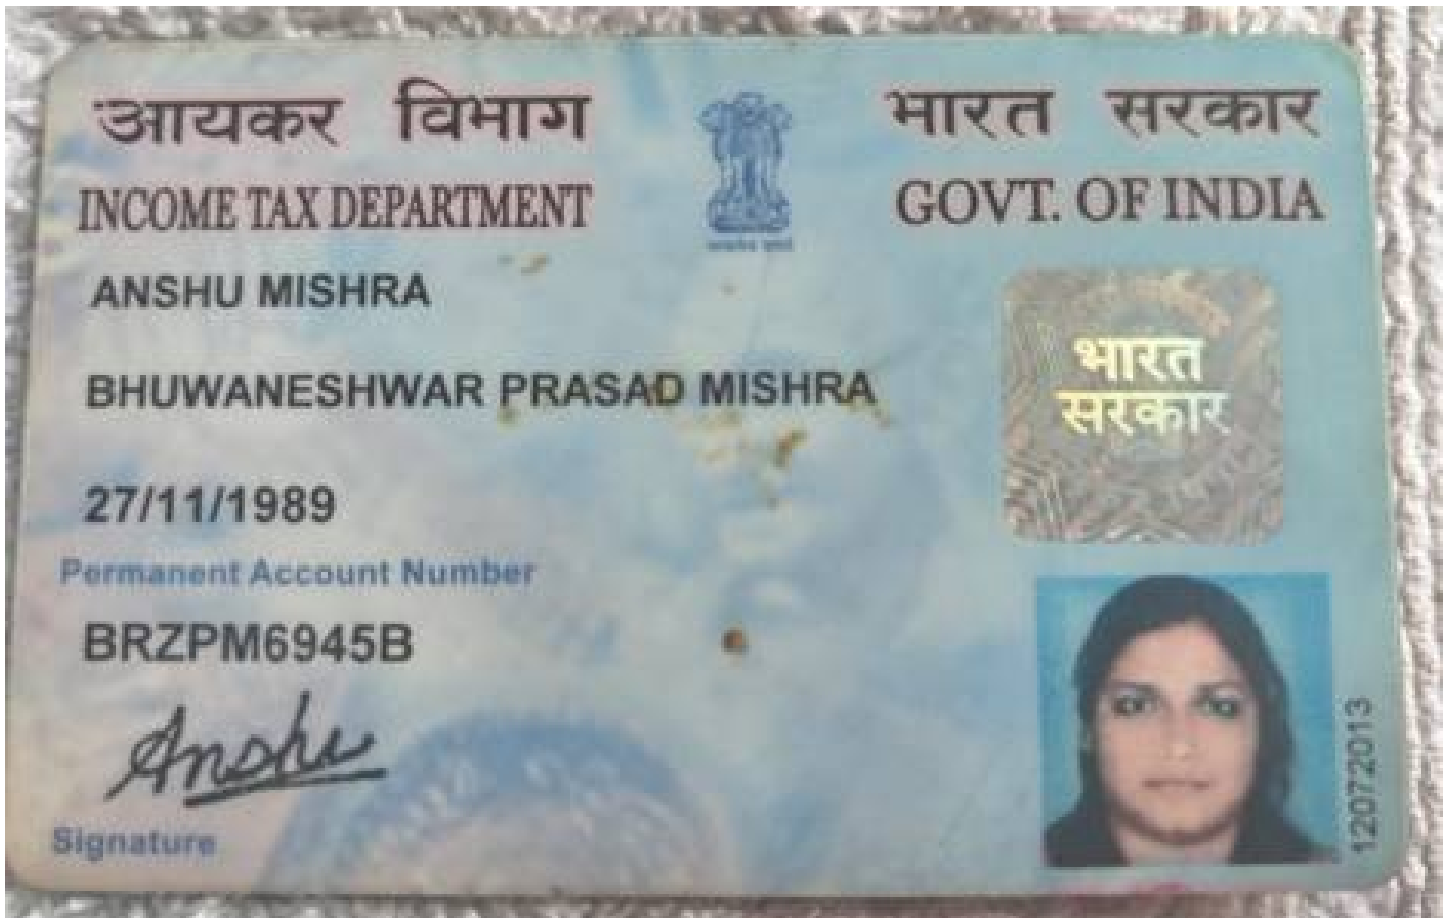 आयकर विभाग
भारत सरकार
INCOME TAX DEPARTMENT
GOVT. OF INDIA
ANSHU MISHRA
BHUWANESHWAR PRASAD MISHRA
भारत
सरकार
27/11/1989
Permanent Account Number
BRZPM6945B
Anshu
Signature
12072013